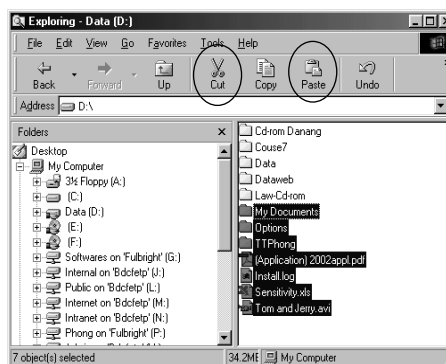 Exploring - Data (D:)
File Edit View Go Favorites Tools Help
Back Forward Up Cut Copy Paste Undo
Address D:\
Folders
Desktop
My Computer
3½ Floppy (A:)
(C:)
Data (D:)
(E:)
(F:)
Softwares on 'Fulbright' (G:)
Internal on 'Bdcfetp' (J:)
Public on 'Bdcfetp' (L:)
Internet on 'Bdcfetp' (M:)
Intranet on 'Bdcfetp' (N:)
Phong on 'Fulbright' (P:)
Cd-rom Danang
Couse7
Data
Dataweb
Law-Cd-rom
My Documents
Options
TTPhong
(Application) 2002appl.pdf
Install.log
Sensitivity.xls
Tom and Jerry.avi
7 object(s) selected 34.2ME My Computer